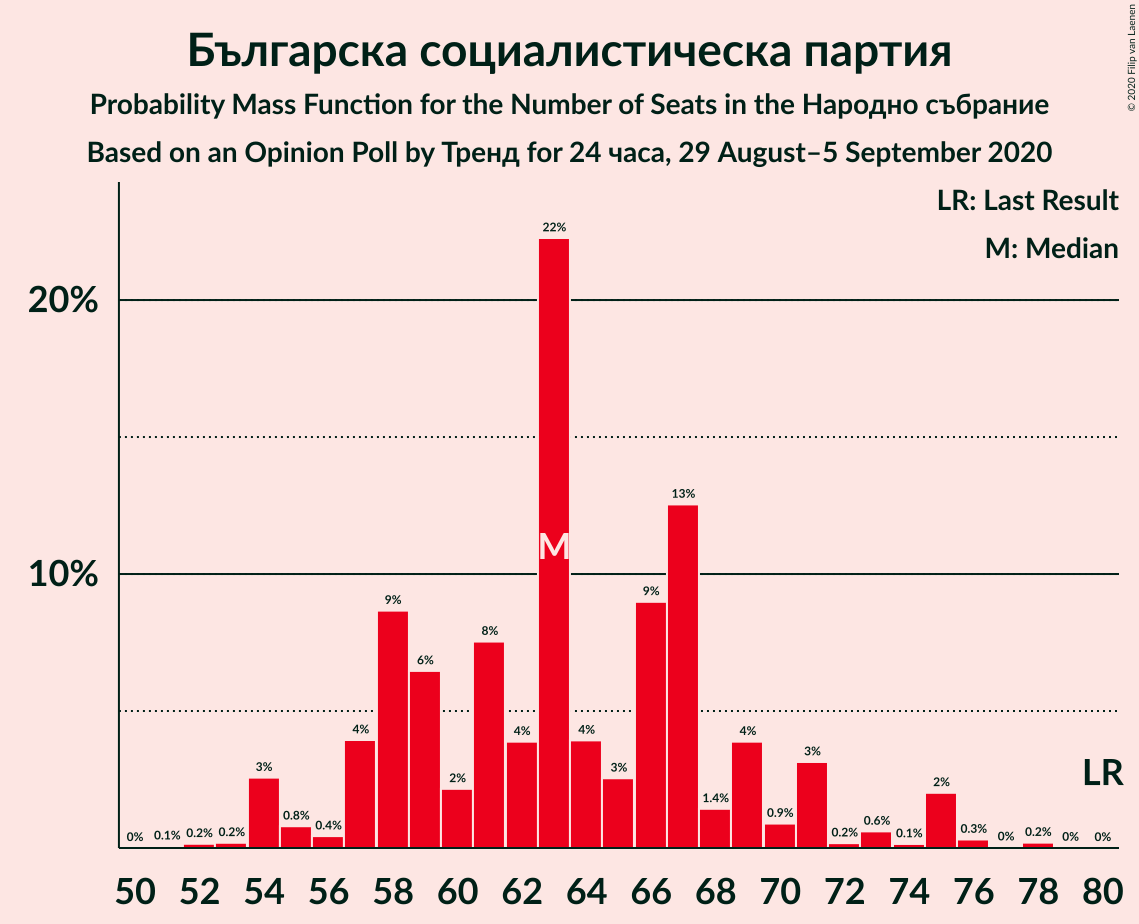 Българска социалистическа партия
Probability Mass Function for the Number of Seats in the Народно събрание
Based on an Opinion Poll by Тренд for 24 часа, 29 August–5 September 2020
© 2020 Filip van Laenen
LR: Last Result
M: Median
20%
10%
0% 0.1% 0.2% 0.2% 3% 0.8% 0.4% 4% 9% 6% 2% 8% 4% 22% 4% 3% 9% 13% 1.4% 4% 0.9% 3% 0.2% 0.6% 0.1% 2% 0.3% 0% 0.2% 0% 0%
M
LR
50 52 54 56 58 60 62 64 66 68 70 72 74 76 78 80